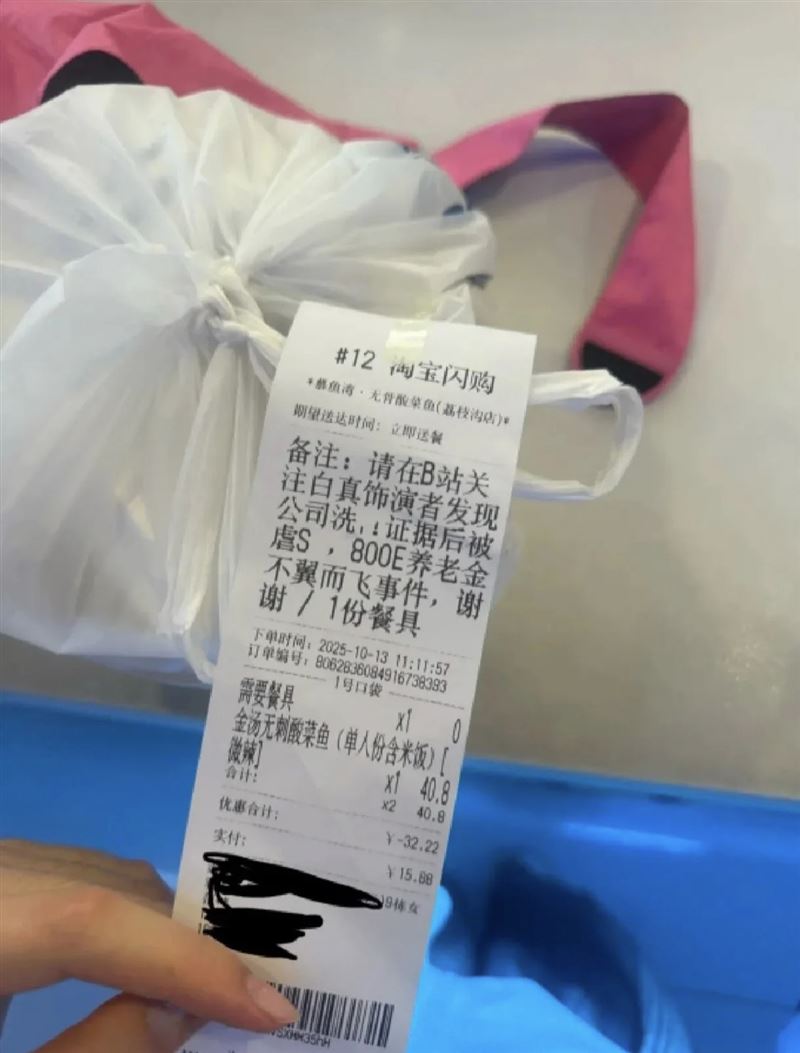 #12 淘宝闪购
*慕鱼湾·无骨酸菜鱼(荔枝沟店)*
期望送达时间：立即送餐
备注：请在B站关
注白真饰演者发现
公司洗,,:证据后被
虐S ，800E养老金
不翼而飞事件，谢
谢 / 1份餐具
下单时间：2025-10-13 11:11:57
订单编号：8062836084916738383
1号口袋
需要餐具 x1 0
金汤无刺酸菜鱼（单人份含米饭）[
微辣] x1 40.8
合计： x2 40.8
优惠合计： ￥-32.22
实付： ￥15.88
栋女